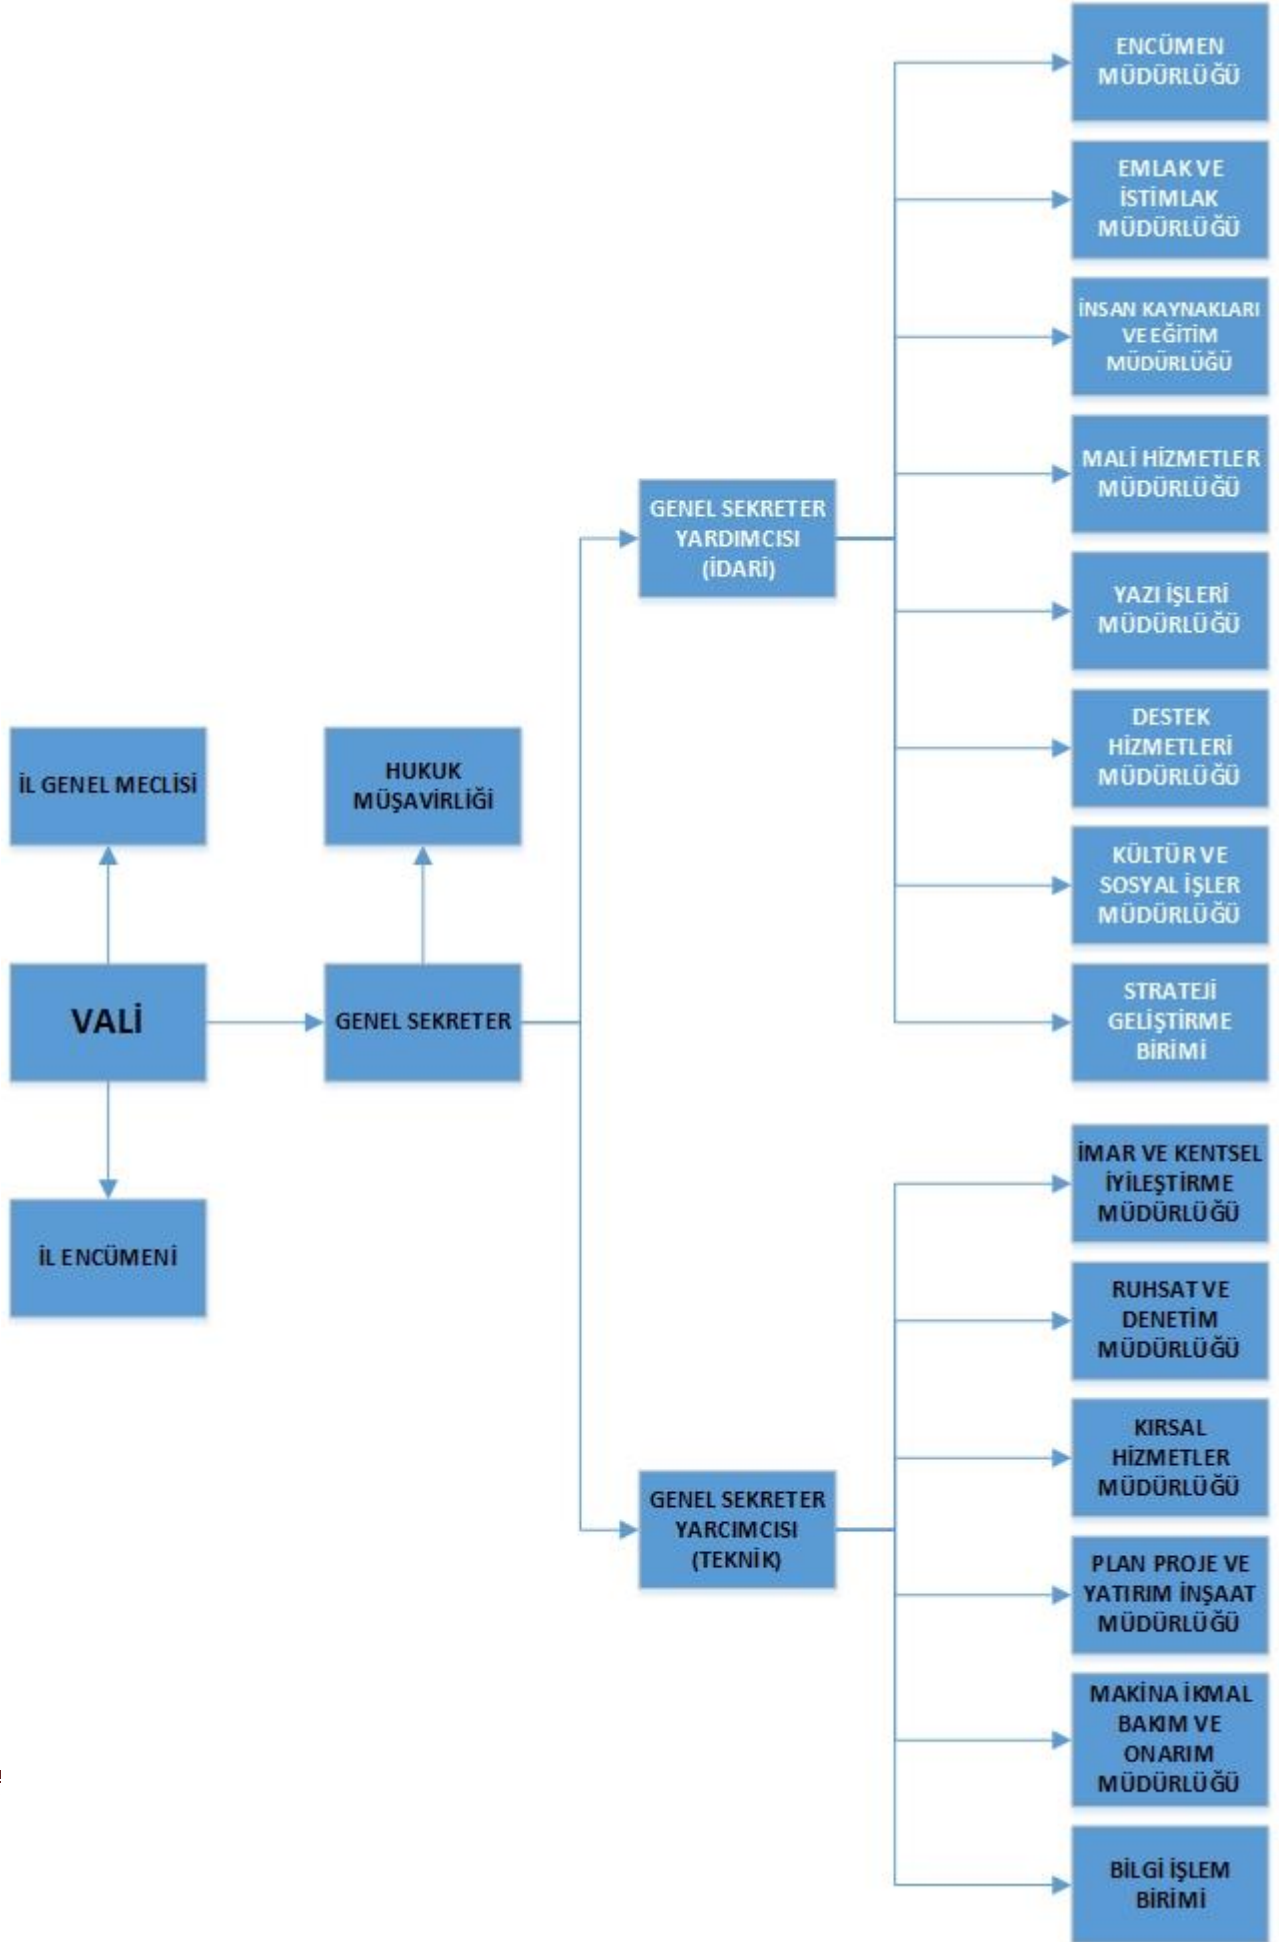 ENCÜMEN
MÜDÜRLÜĞÜ
EMLAK VE
İSTİMLAK
MÜDÜRLÜĞÜ
İNSAN KAYNAKLARI
VE EĞİTİM
MÜDÜRLÜĞÜ
MALİ HİZMETLER
MÜDÜRLÜĞÜ
GENEL SEKRETER
YARDIMCISI
(İDARİ)
YAZI İŞLERİ
MÜDÜRLÜĞÜ
DESTEK
HİZMETLERİ
MÜDÜRLÜĞÜ
İL GENEL MECLİSİ
HUKUK
MÜŞAVİRLİĞİ
KÜLTÜR VE
SOSYAL İŞLER
MÜDÜRLÜĞÜ
VALİ
GENEL SEKRETER
STRATEJİ
GELİŞTİRME
BİRİMİ
İMAR VE KENTSEL
İYİLEŞTİRME
MÜDÜRLÜĞÜ
İL ENCÜMENİ
RUHSAT VE
DENETİM
MÜDÜRLÜĞÜ
KIRSAL
HİZMETLER
MÜDÜRLÜĞÜ
GENEL SEKRETER
YARCIMCISI
(TEKNİK)
PLAN PROJE VE
YATIRIM İNŞAAT
MÜDÜRLÜĞÜ
MAKİNA İKMAL
BAKIM VE
ONARIM
MÜDÜRLÜĞÜ
BİLGİ İŞLEM
BİRİMİ